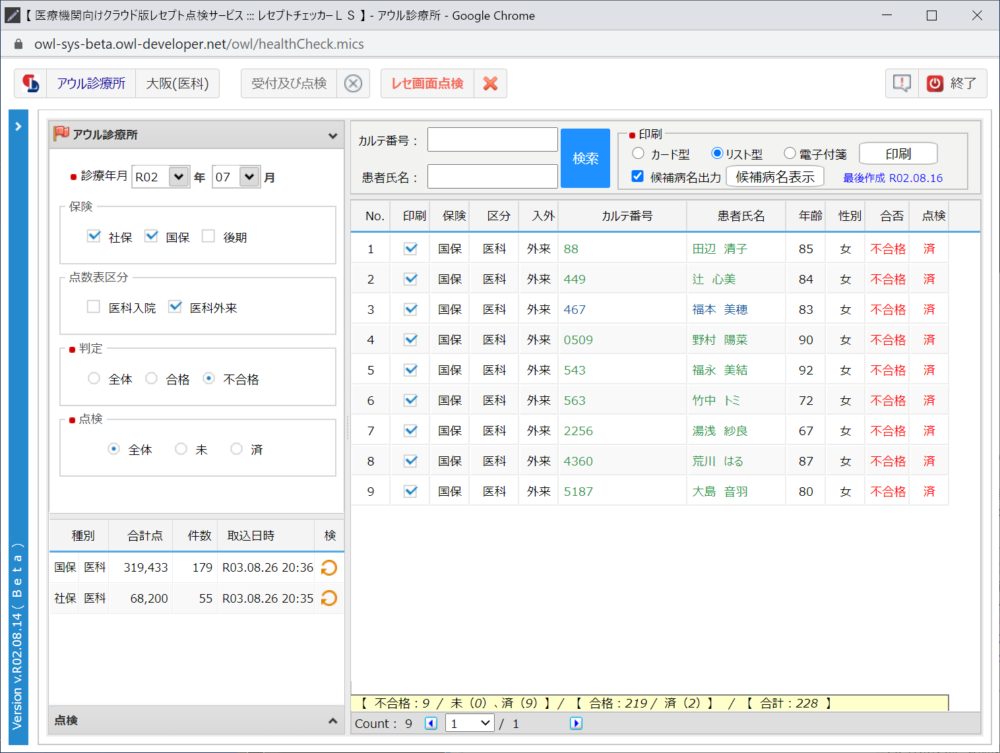 【 医療機関向けクラウド版レセプト点検サービス ::: レセプトチェッカーＬＳ 】 - アウル診療所 - Google Chrome
owl-sys-beta.owl-developer.net/owl/healthCheck.mics
アウル診療所 大阪(医科) 受付及び点検 レセ画面点検 終了
アウル診療所
診療年月 R02 年 07 月
保険
社保 国保 後期
点数表区分
医科入院 医科外来
判定
全体 合格 不合格
点検
全体 未 済
種別 合計点 件数 取込日時 検
国保 医科 319,433 179 R03.08.26 20:36
社保 医科 68,200 55 R03.08.26 20:35
点検
Version v.R02.08.14 ( Beta )
カルテ番号：
患者氏名：
検索
印刷
カード型 リスト型 電子付箋 印刷
候補病名出力 候補病名表示 最後作成 R02.08.16
No. 印刷 保険 区分 入外 カルテ番号 患者氏名 年齢 性別 合否 点検
1 国保 医科 外来 88 田辺 清子 85 女 不合格 済
2 国保 医科 外来 449 辻 心美 84 女 不合格 済
3 国保 医科 外来 467 福本 美穂 83 女 不合格 済
4 国保 医科 外来 0509 野村 陽菜 90 女 不合格 済
5 国保 医科 外来 543 福永 美結 92 女 不合格 済
6 国保 医科 外来 563 竹中 トミ 72 女 不合格 済
7 国保 医科 外来 2256 湯浅 紗良 67 女 不合格 済
8 国保 医科 外来 4360 荒川 はる 87 女 不合格 済
9 国保 医科 外来 5187 大島 音羽 80 女 不合格 済
【 不合格：9 / 未（0）、済（9）】 / 【 合格：219 / 済（2）】 / 【 合計：228 】
Count : 9 1 / 1